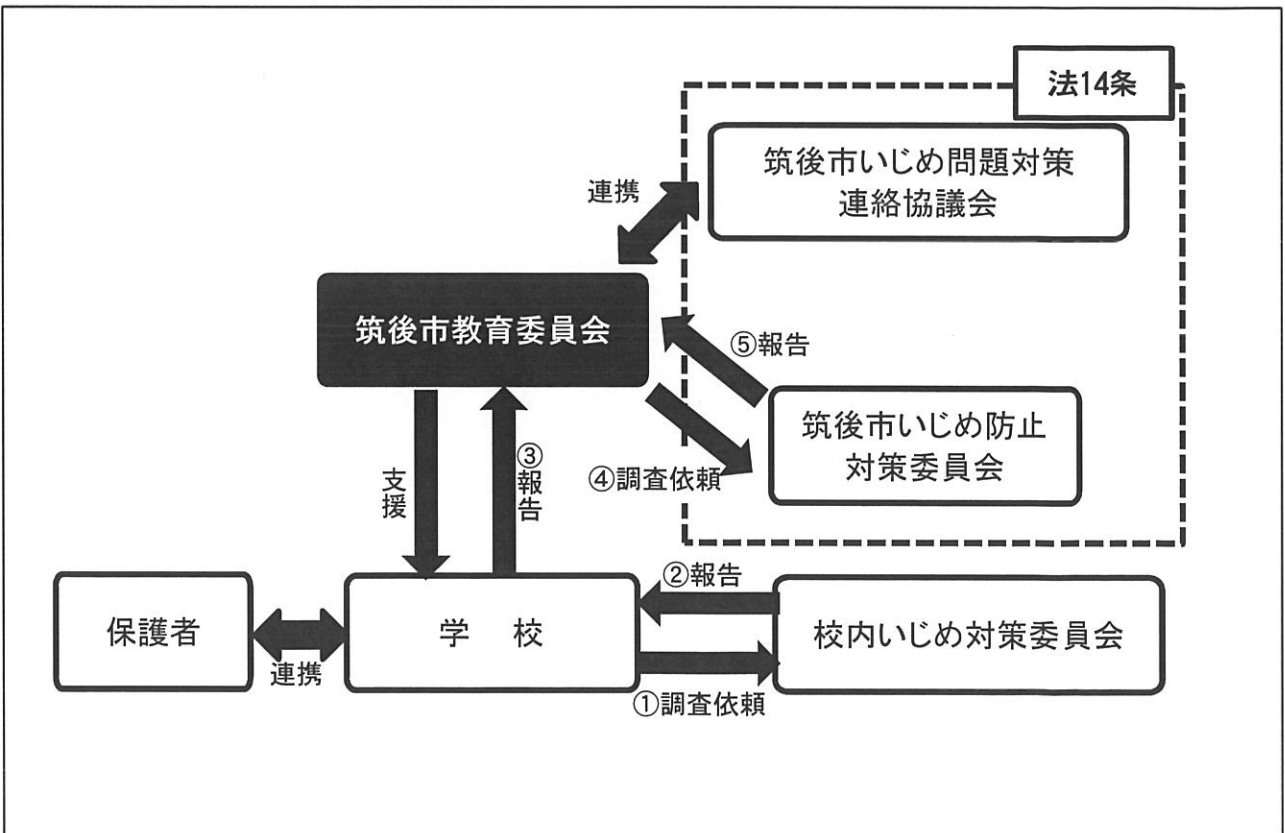 法14条
筑後市いじめ問題対策
連絡協議会
連携
筑後市教育委員会
⑤報告
筑後市いじめ防止
対策委員会
④調査依頼
支援
③報告
②報告
保護者
連携
学　校
校内いじめ対策委員会
①調査依頼